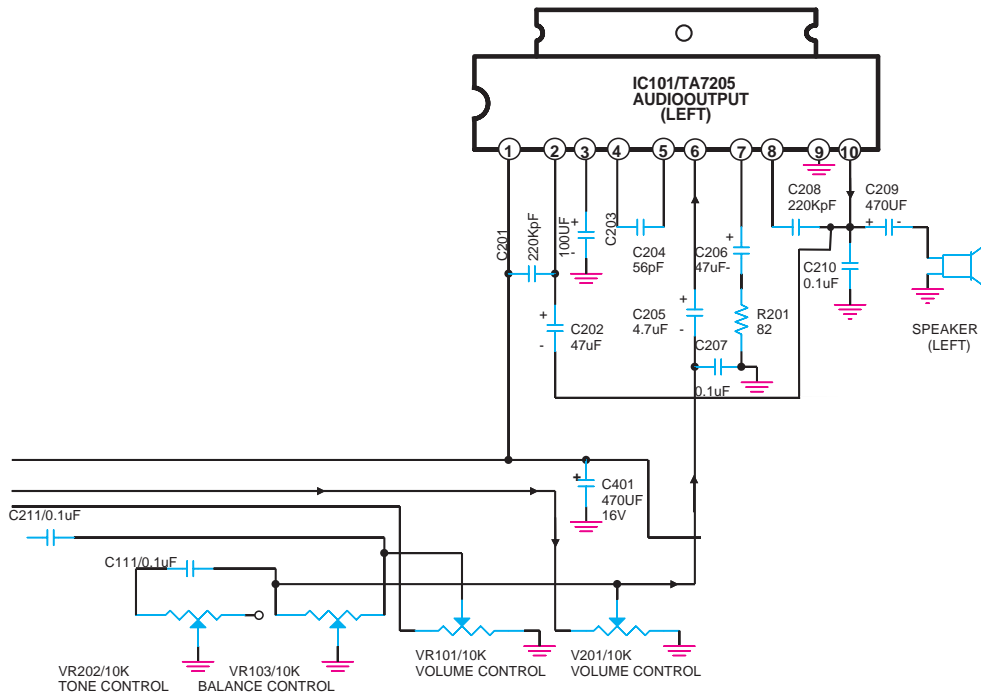 IC101/TA7205
AUDIOOUTPUT
(LEFT)
1
2
3
4
5
6
7
8
9
10
C201
220KpF
100UF
+
-
C203
C204
56pF
+
C206
47uF-
C208
220KpF
C209
470UF
+ -
C210
0.1uF
+
-
C202
47uF
C205
4.7uF
+
-
R201
82
C207
0.1uF
SPEAKER
(LEFT)
+
C401
470UF
16V
C211/0.1uF
C111/0.1uF
VR202/10K
TONE CONTROL
VR103/10K
BALANCE CONTROL
VR101/10K
VOLUME CONTROL
V201/10K
VOLUME CONTROL